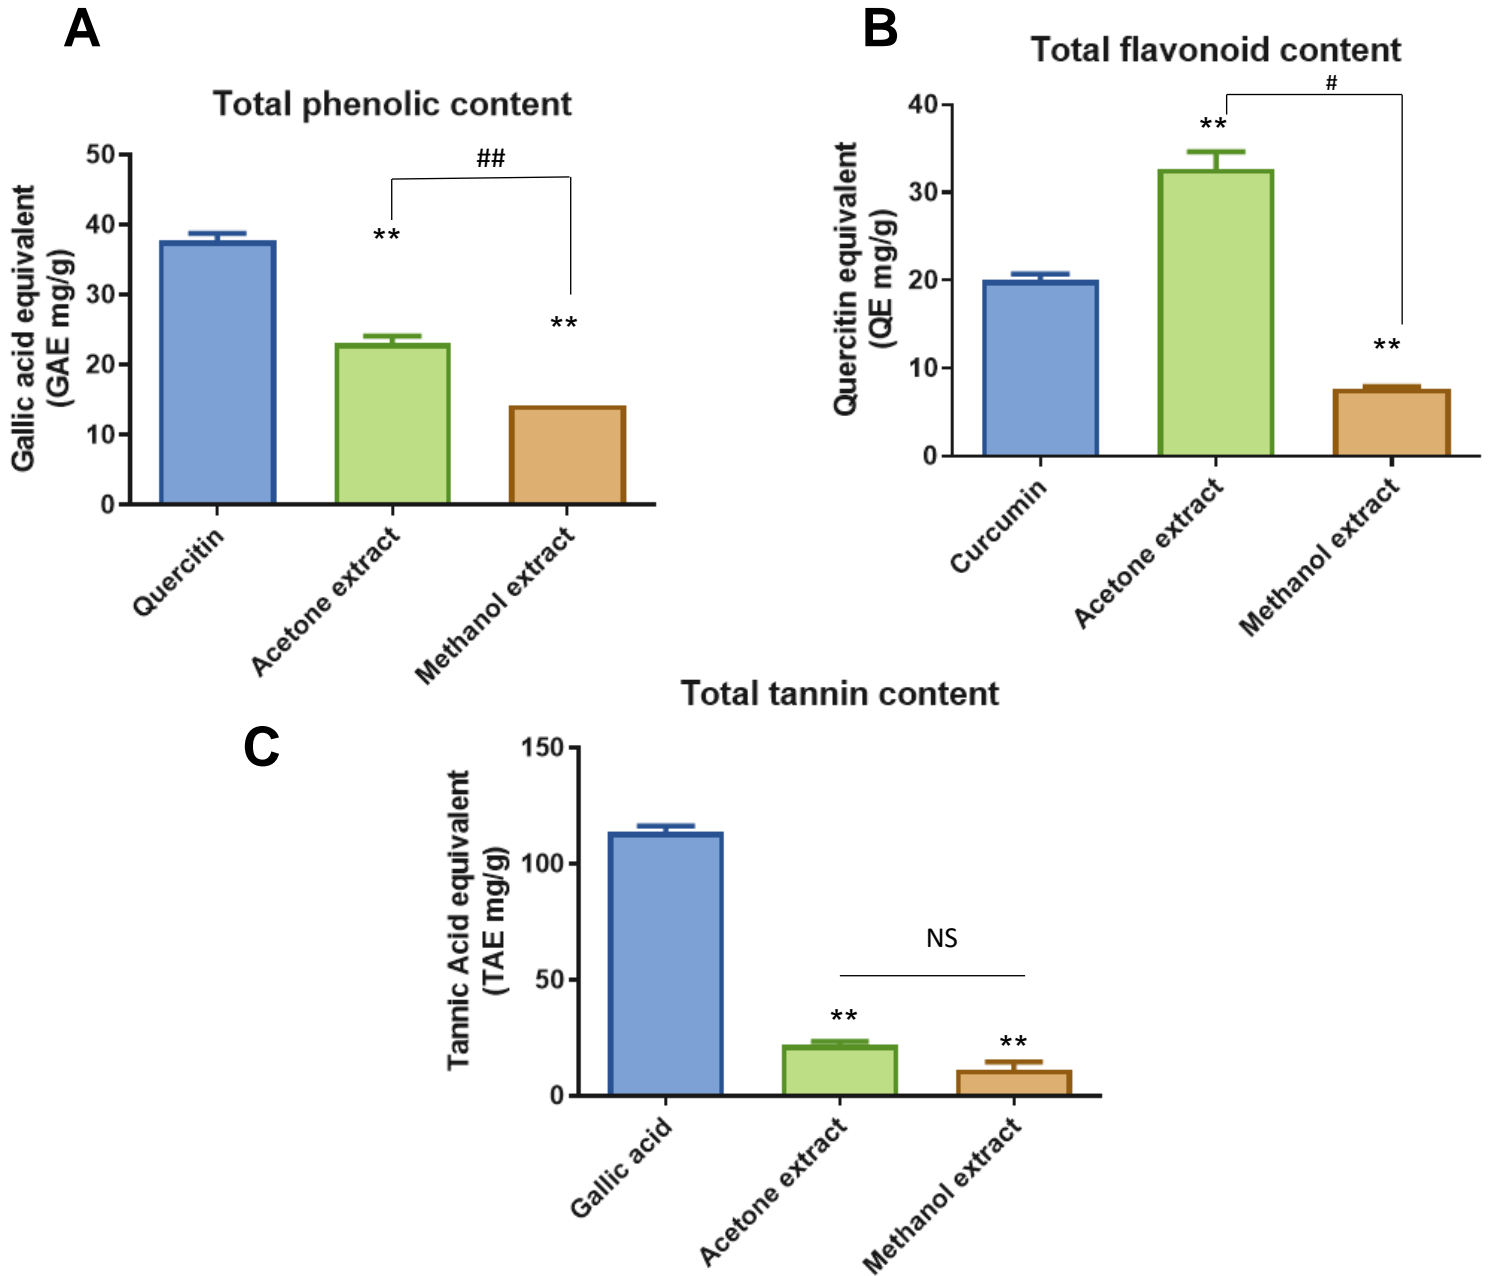 A
Total phenolic content
Gallic acid equivalent
(GAE mg/g)
50
40
30
20
10
0
##
**
**
Quercitin
Acetone extract
Methanol extract
B
Total flavonoid content
Quercitin equivalent
(QE mg/g)
40
30
20
10
0
#
**
**
Curcumin
Acetone extract
Methanol extract
C
Total tannin content
Tannic Acid equivalent
(TAE mg/g)
150
100
50
0
NS
**
**
Gallic acid
Acetone extract
Methanol extract